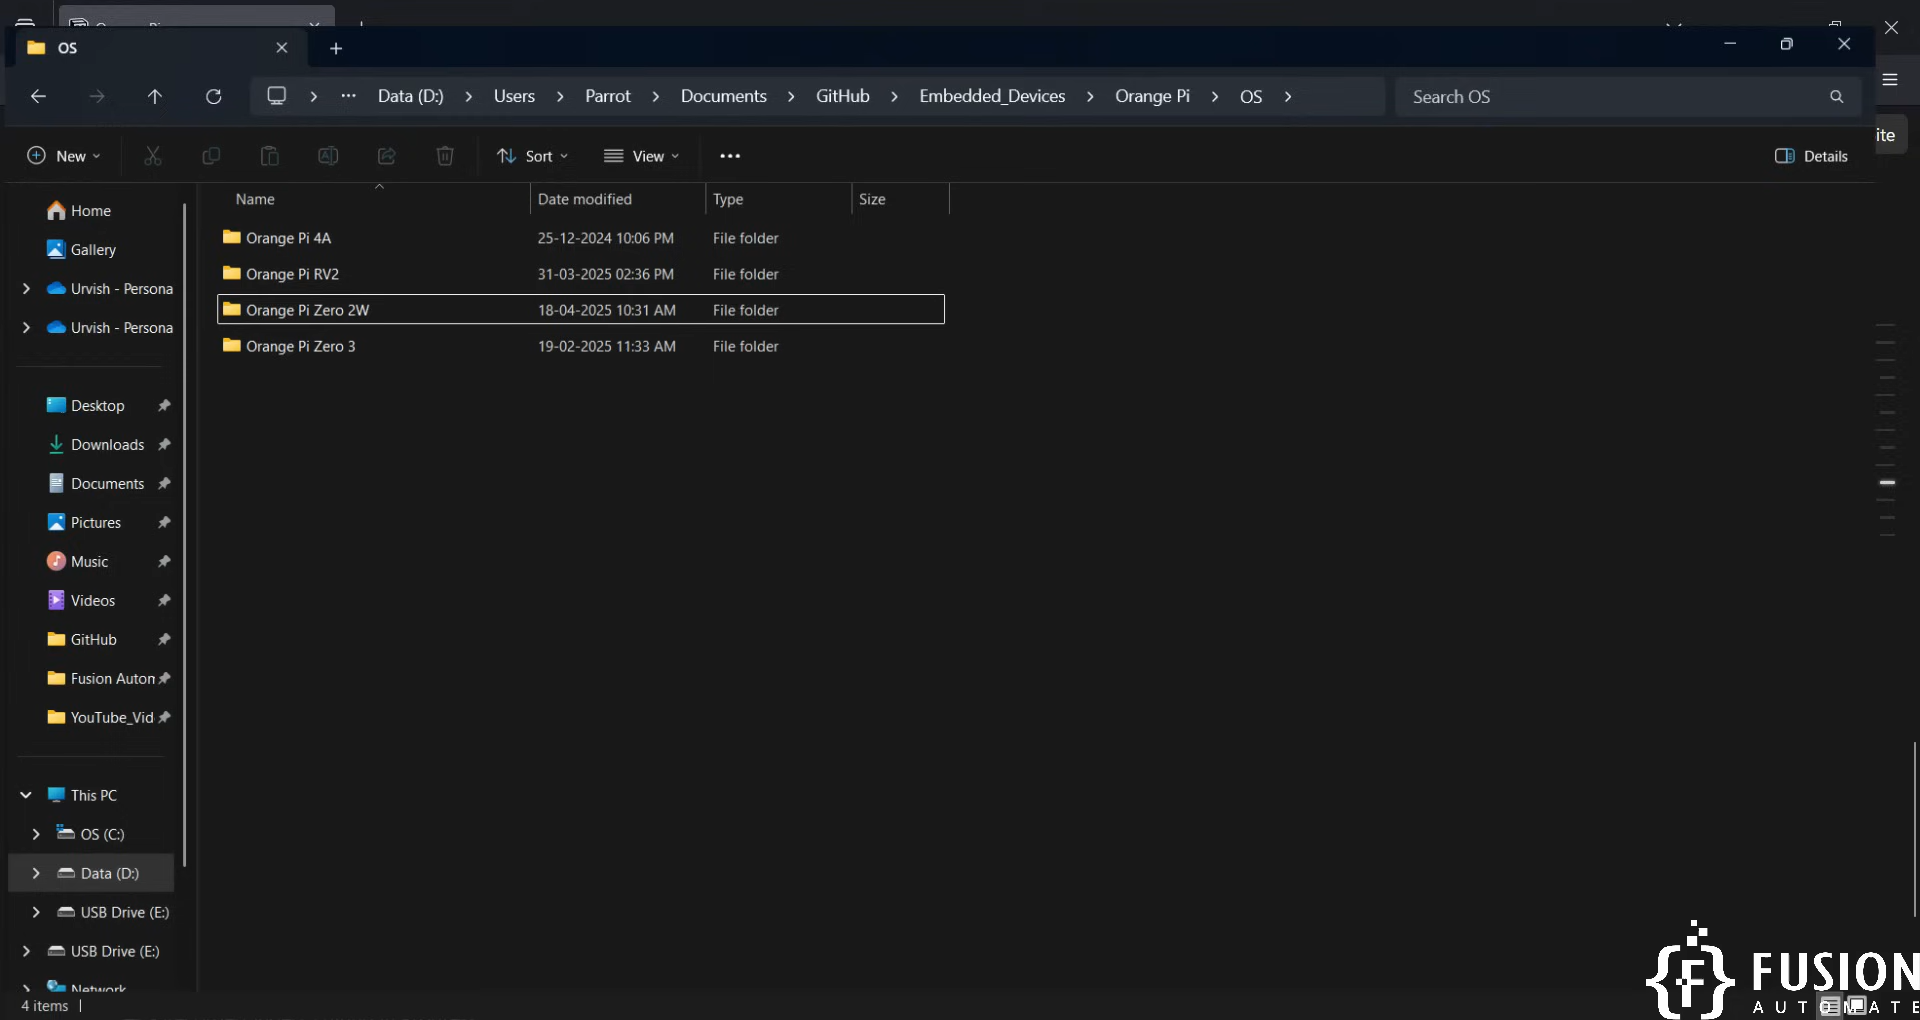 OS
Data (D:) Users Parrot Documents GitHub Embedded_Devices Orange Pi OS Search OS
ite
New Sort View Details
Name Date modified Type Size
Home
Gallery
Urvish - Persona
Urvish - Persona
Desktop
Downloads
Documents
Pictures
Music
Videos
GitHub
Fusion Auton
YouTube_Vid
This PC
OS (C:)
Data (D:)
USB Drive (E:)
USB Drive (E:)
Network
Orange Pi 4A 25-12-2024 10:06 PM File folder
Orange Pi RV2 31-03-2025 02:36 PM File folder
Orange Pi Zero 2W 18-04-2025 10:31 AM File folder
Orange Pi Zero 3 19-02-2025 11:33 AM File folder
4 items
FUSION
AUTOMATE